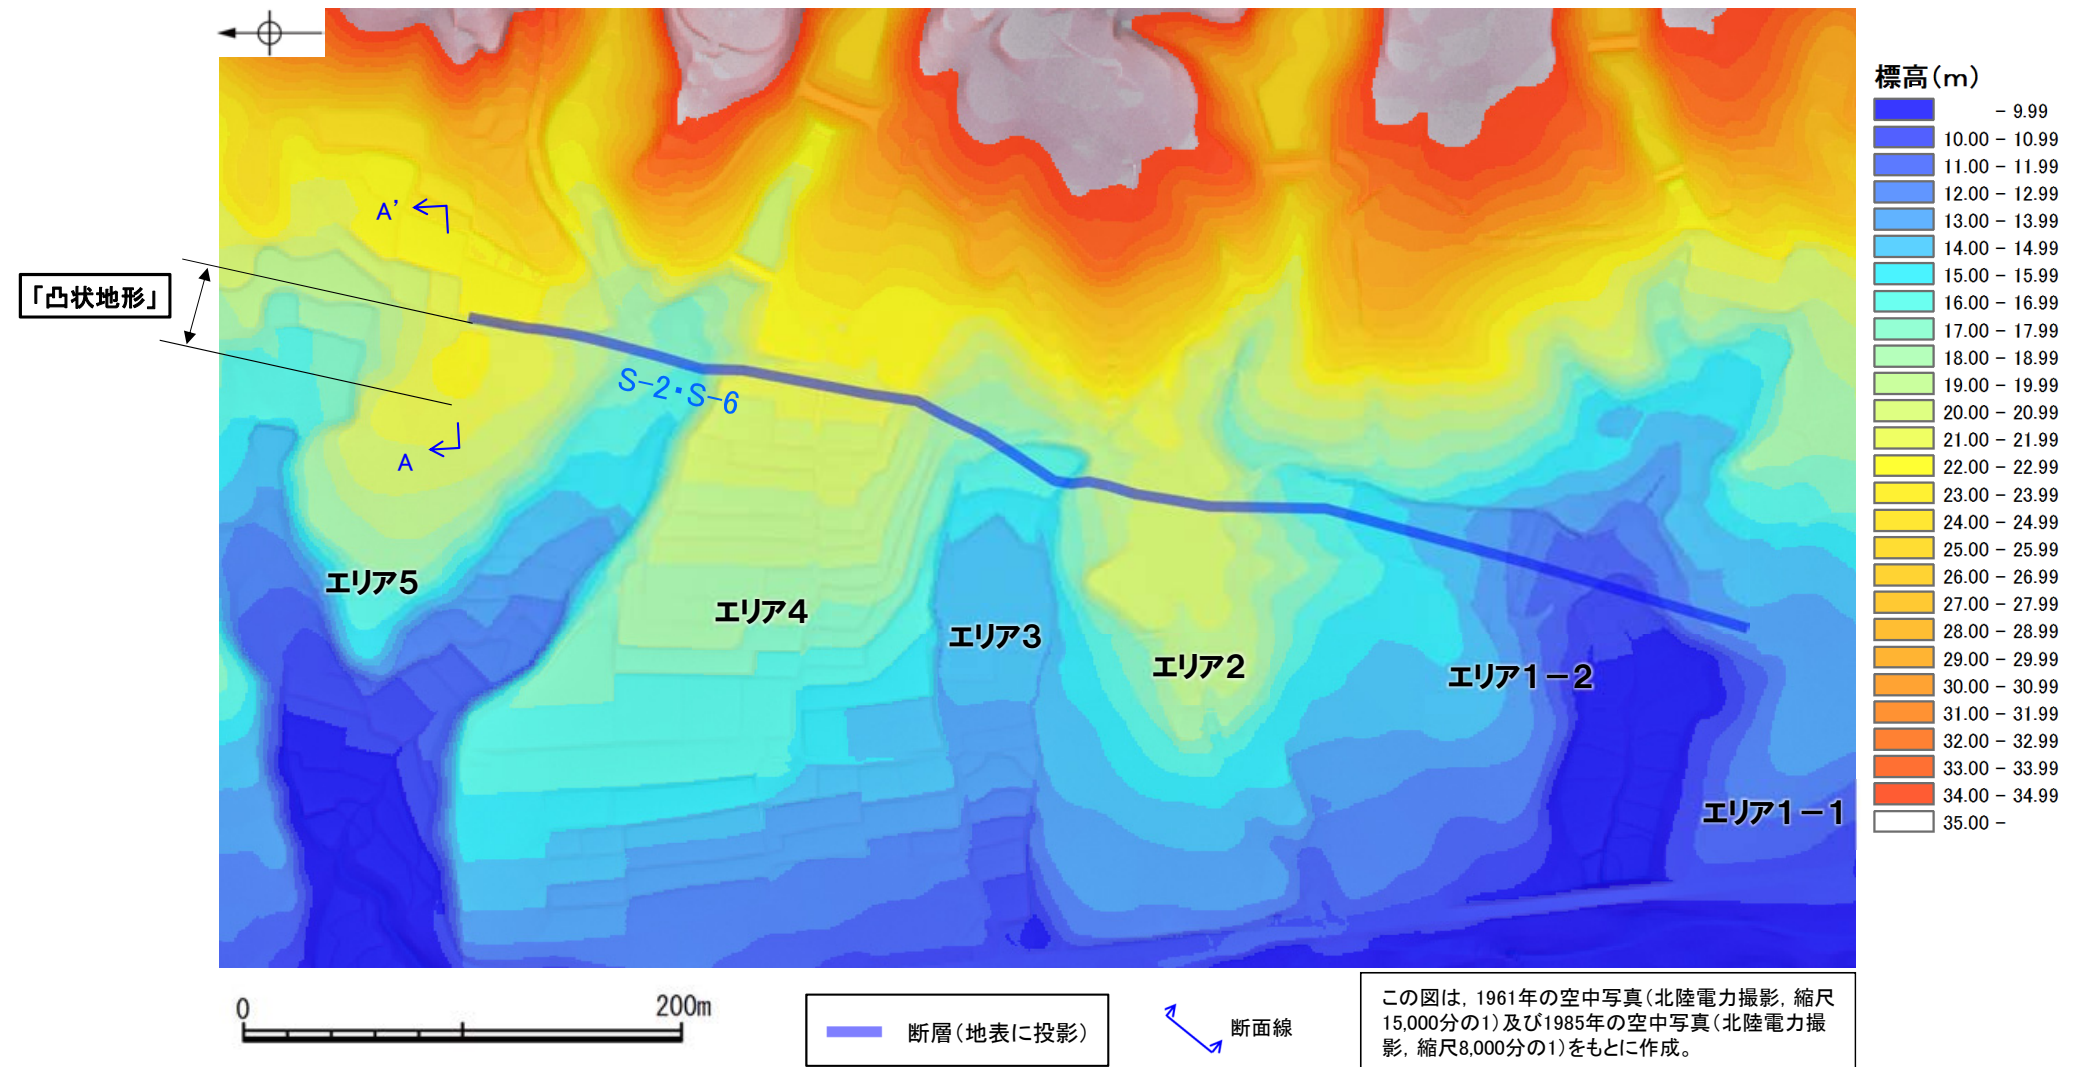 標高(m)
- 9.99
10.00 - 10.99
11.00 - 11.99
12.00 - 12.99
13.00 - 13.99
14.00 - 14.99
15.00 - 15.99
16.00 - 16.99
17.00 - 17.99
18.00 - 18.99
19.00 - 19.99
20.00 - 20.99
21.00 - 21.99
22.00 - 22.99
23.00 - 23.99
24.00 - 24.99
25.00 - 25.99
26.00 - 26.99
27.00 - 27.99
28.00 - 28.99
29.00 - 29.99
30.00 - 30.99
31.00 - 31.99
32.00 - 32.99
33.00 - 33.99
34.00 - 34.99
35.00 -
A'
「凸状地形」
S-2・S-6
A
エリア5
エリア4
エリア3
エリア2
エリア1-2
エリア1-1
0
200m
断層(地表に投影)
断面線
この図は,1961年の空中写真(北陸電力撮影,縮尺
15,000分の1)及び1985年の空中写真(北陸電力撮
影,縮尺8,000分の1)をもとに作成。